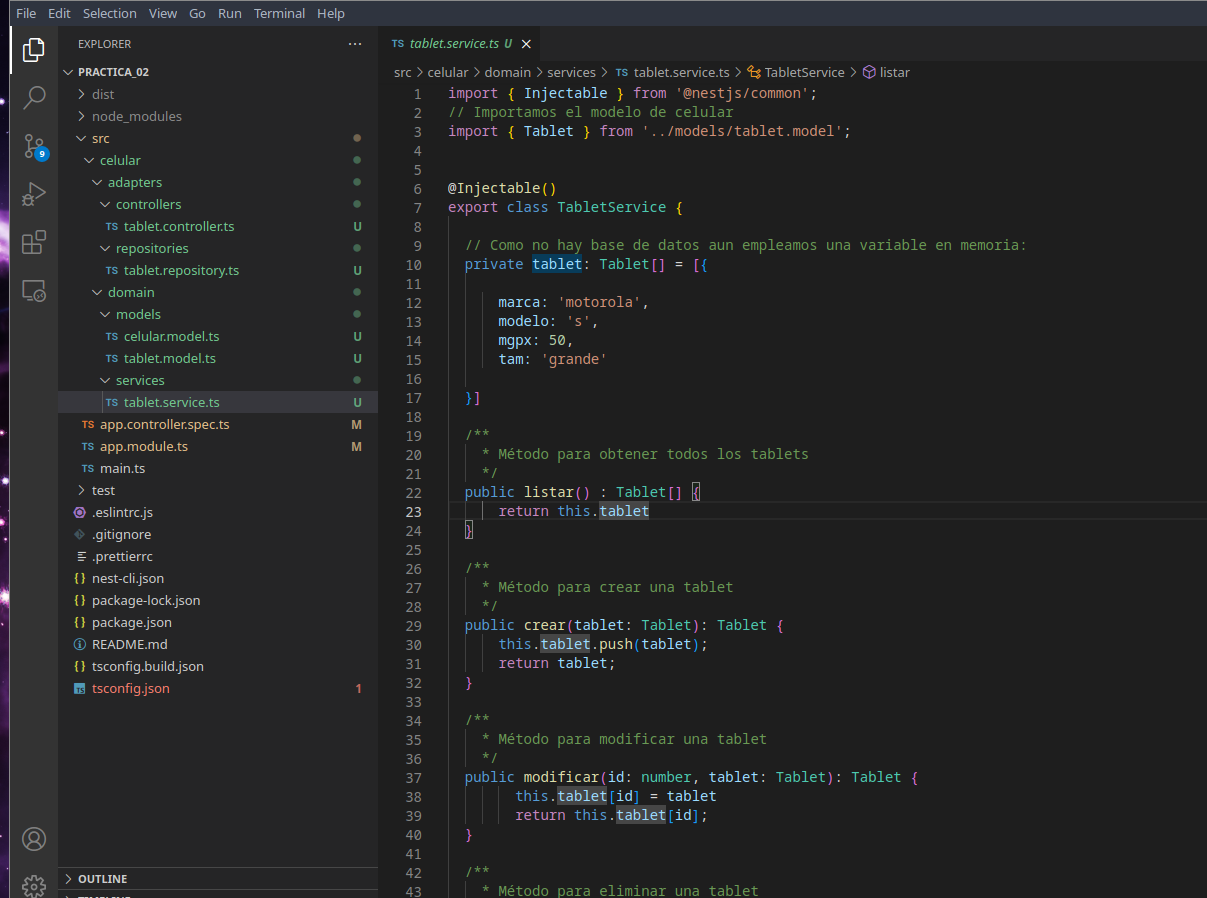 File Edit Selection View Go Run Terminal Help
EXPLORER ...
PRACTICA_02
dist
node_modules
src
celular
adapters
controllers
TS tablet.controller.ts U
repositories
TS tablet.repository.ts U
domain
models
TS celular.model.ts U
TS tablet.model.ts U
services
TS tablet.service.ts U
TS app.controller.spec.ts M
TS app.module.ts M
TS main.ts
test
.eslintrc.js
.gitignore
.prettierrc
{} nest-cli.json
{} package-lock.json
{} package.json
README.md
{} tsconfig.build.json
TS tsconfig.json 1
OUTLINE
TIMELINE
9
TS tablet.service.ts U
src > celular > domain > services > TS tablet.service.ts > TabletService > listar
1 import { Injectable } from '@nestjs/common';
2 // Importamos el modelo de celular
3 import { Tablet } from '../models/tablet.model';
4
5
6 @Injectable()
7 export class TabletService {
8
9 // Como no hay base de datos aun empleamos una variable en memoria:
10 private tablet: Tablet[] = [{
11
12 marca: 'motorola',
13 modelo: 's',
14 mgpx: 50,
15 tam: 'grande'
16
17 }]
18
19 /**
20 * Método para obtener todos los tablets
21 */
22 public listar() : Tablet[] {
23 return this.tablet
24 }
25
26 /**
27 * Método para crear una tablet
28 */
29 public crear(tablet: Tablet): Tablet {
30 this.tablet.push(tablet);
31 return tablet;
32 }
33
34 /**
35 * Método para modificar una tablet
36 */
37 public modificar(id: number, tablet: Tablet): Tablet {
38 this.tablet[id] = tablet
39 return this.tablet[id];
40 }
41
42 /**
43 * Método para eliminar una tablet